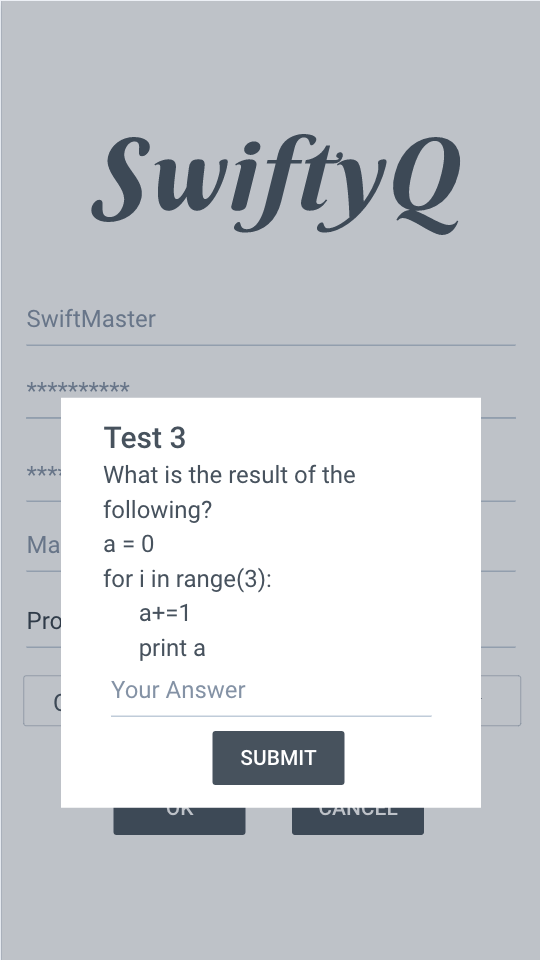 SwiftyQ
SwiftMaster
**********
****
Ma
Test 3
What is the result of the
following?
a = 0
for i in range(3):
a+=1
print a
Pro
Your Answer
SUBMIT
OK
CANCEL